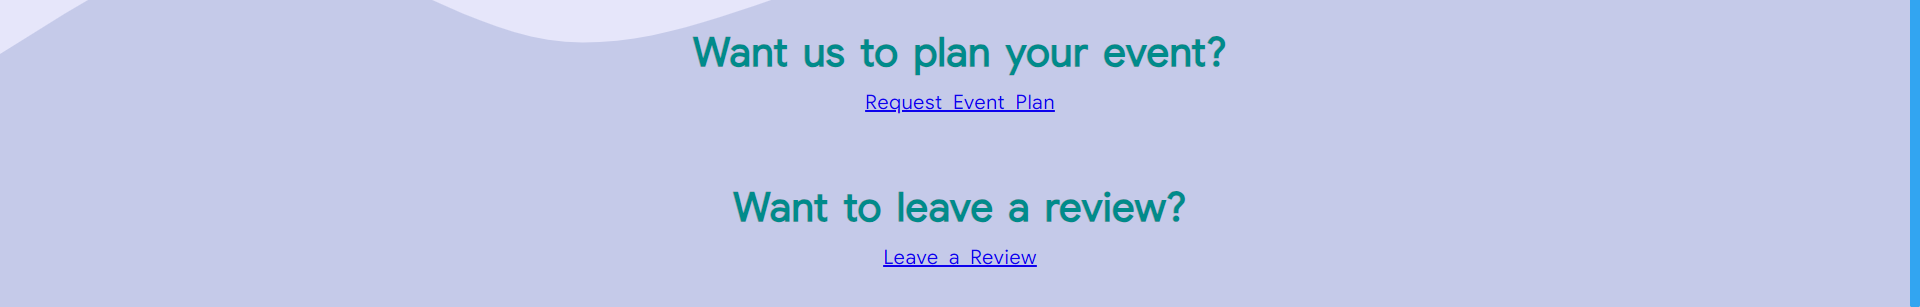 Want us to plan your event?
Request Event Plan
Want to leave a review?
Leave a Review